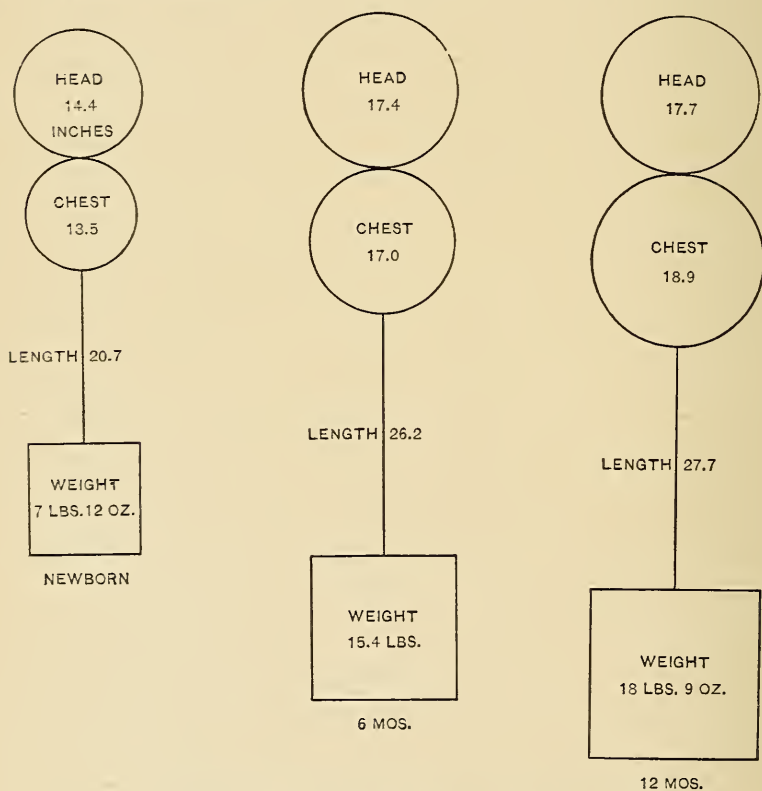 HEAD
14.4
INCHES
CHEST
13.5
LENGTH 20.7
WEIGHT
7 LBS. 12 OZ.
NEWBORN
HEAD
17.4
CHEST
17.0
LENGTH 26.2
WEIGHT
15.4 LBS.
6 MOS.
HEAD
17.7
CHEST
18.9
LENGTH 27.7
WEIGHT
18 LBS. 9 OZ.
12 MOS.